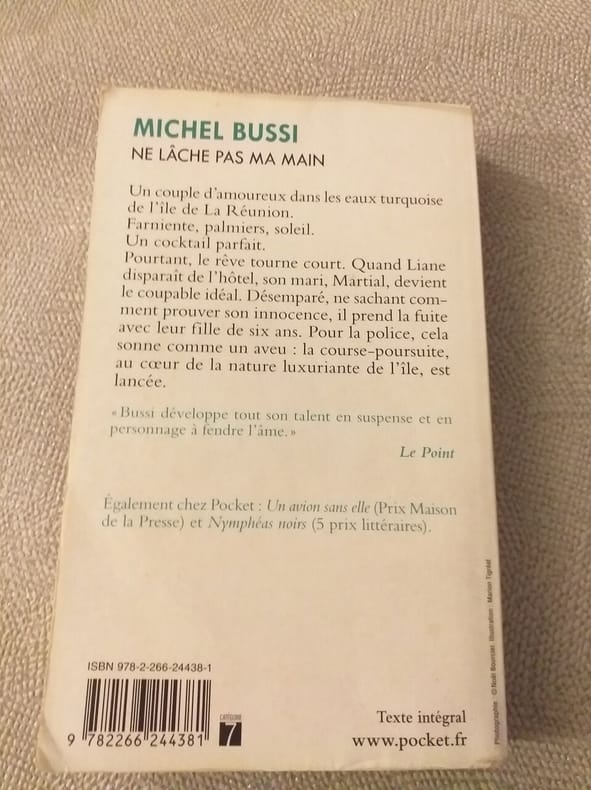 MICHEL BUSSI
NE LÂCHE PAS MA MAIN
Un couple d'amoureux dans les eaux turquoise
de l'île de La Réunion.
Farniente, palmiers, soleil.
Un cocktail parfait.
Pourtant, le rêve tourne court. Quand Liane
disparaît de l'hôtel, son mari, Martial, devient
le coupable idéal. Désemparé, ne sachant com-
ment prouver son innocence, il prend la fuite
avec leur fille de six ans. Pour la police, cela
sonne comme un aveu : la course-poursuite,
au cœur de la nature luxuriante de l'île, est
lancée.
« Bussi développe tout son talent en suspense et en
personnage à fendre l'âme. »
Le Point
Également chez Pocket : Un avion sans elle (Prix Maison
de la Presse) et Nymphéas noirs (5 prix littéraires).
ISBN 978-2-266-24438-1
9 782266 244381
CATÉGORIE
7
Texte intégral
www.pocket.fr
Photographie : © Noël Boursier. Illustration : Marion Tigréat